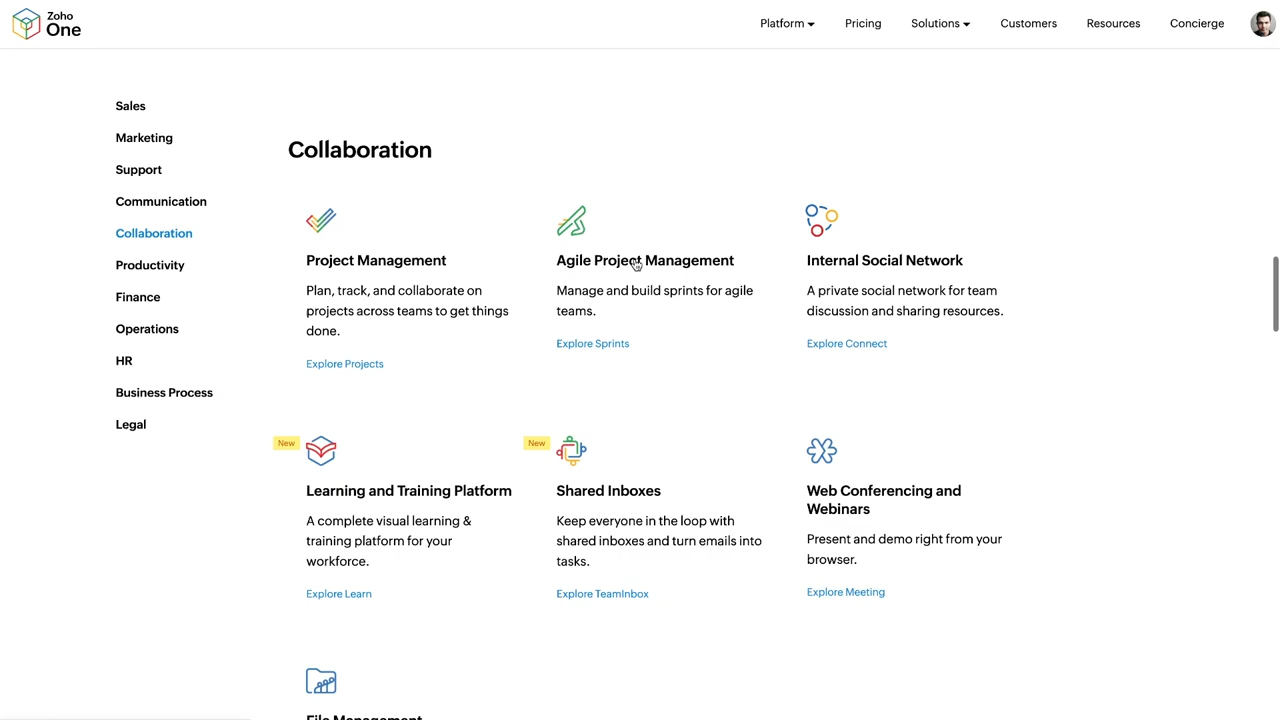 Zoho
One
Platform
Pricing
Solutions
Customers
Resources
Concierge
Sales
Marketing
Support
Communication
Collaboration
Productivity
Finance
Operations
HR
Business Process
Legal
Collaboration
Project Management
Plan, track, and collaborate on
projects across teams to get things
done.
Explore Projects
Agile Project Management
Manage and build sprints for agile
teams.
Explore Sprints
Internal Social Network
A private social network for team
discussion and sharing resources.
Explore Connect
New
Learning and Training Platform
A complete visual learning &
training platform for your
workforce.
Explore Learn
New
Shared Inboxes
Keep everyone in the loop with
shared inboxes and turn emails into
tasks.
Explore TeamInbox
Web Conferencing and
Webinars
Present and demo right from your
browser.
Explore Meeting
File Management